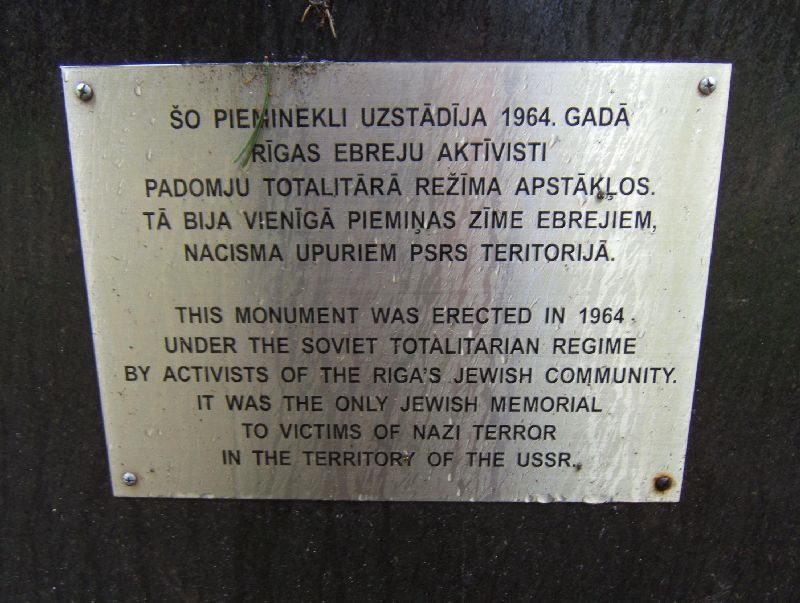 ŠO PIEMINEKLI UZSTĀDĪJA 1964. GADĀ
RĪGAS EBREJU AKTĪVISTI
PADOMJU TOTALITĀRĀ REŽĪMA APSTĀKĻOS.
TĀ BIJA VIENĪGĀ PIEMIŅAS ZĪME EBREJIEM,
NACISMA UPURIEM PSRS TERITORIJĀ.
THIS MONUMENT WAS ERECTED IN 1964
UNDER THE SOVIET TOTALITARIAN REGIME
BY ACTIVISTS OF THE RIGA'S JEWISH COMMUNITY.
IT WAS THE ONLY JEWISH MEMORIAL
TO VICTIMS OF NAZI TERROR
IN THE TERRITORY OF THE USSR.